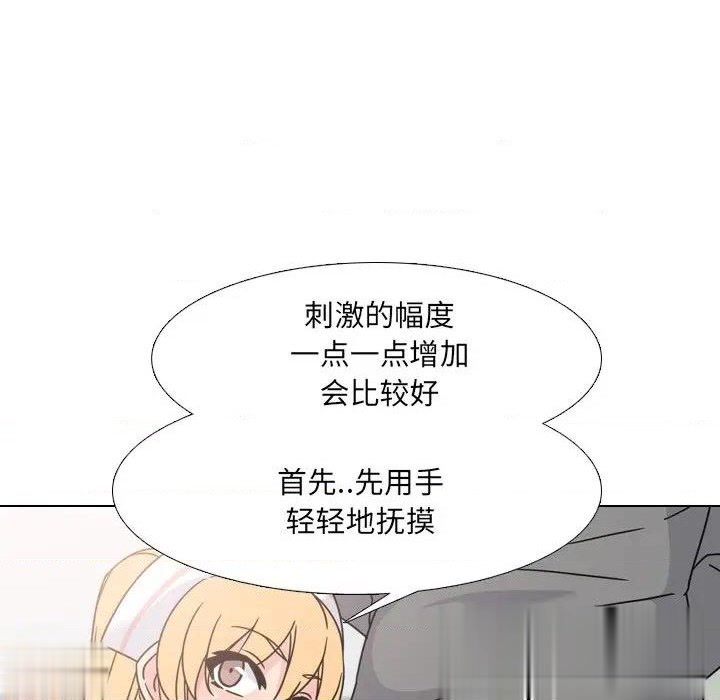 刺激的幅度
一点一点增加
会比较好
首先..先用手
轻轻地抚摸